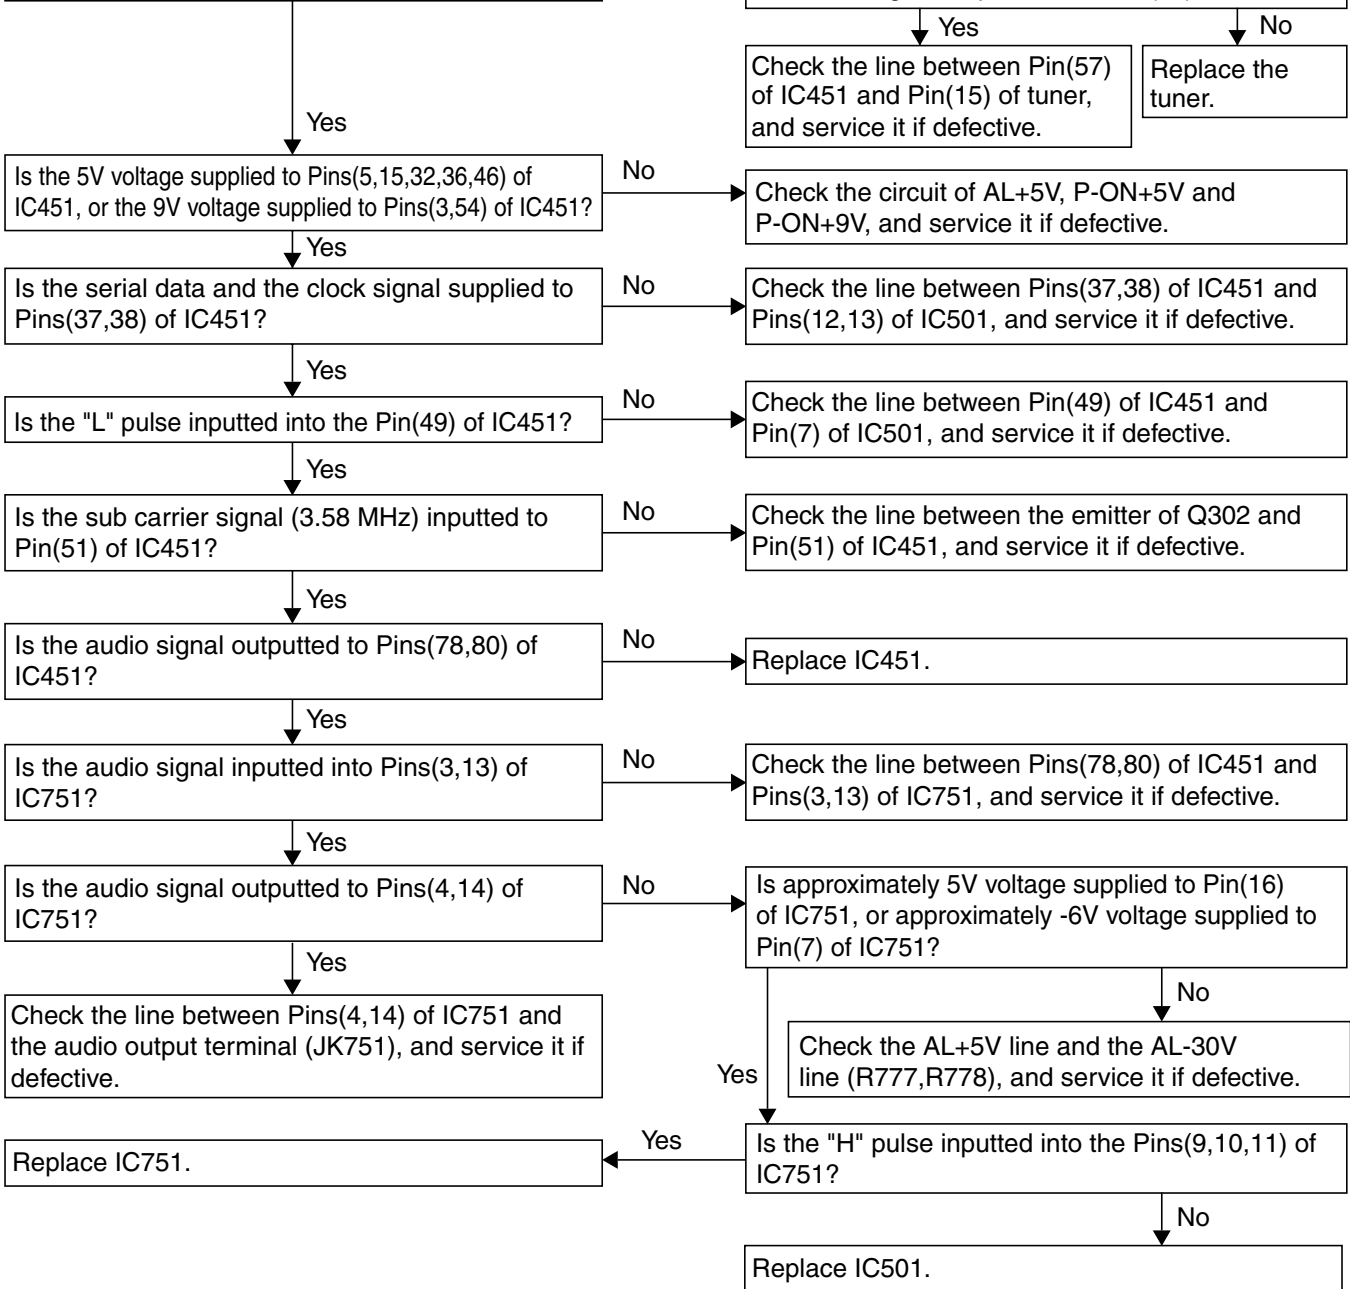 Yes
No
Check the line between Pin(57)
of IC451 and Pin(15) of tuner,
and service it if defective.
Replace the
tuner.
Yes
Is the 5V voltage supplied to Pins(5,15,32,36,46) of
IC451, or the 9V voltage supplied to Pins(3,54) of IC451?
No
Check the circuit of AL+5V, P-ON+5V and
P-ON+9V, and service it if defective.
Yes
Is the serial data and the clock signal supplied to
Pins(37,38) of IC451?
No
Check the line between Pins(37,38) of IC451 and
Pins(12,13) of IC501, and service it if defective.
Yes
Is the "L" pulse inputted into the Pin(49) of IC451?
No
Check the line between Pin(49) of IC451 and
Pin(7) of IC501, and service it if defective.
Yes
Is the sub carrier signal (3.58 MHz) inputted to
Pin(51) of IC451?
No
Check the line between the emitter of Q302 and
Pin(51) of IC451, and service it if defective.
Yes
Is the audio signal outputted to Pins(78,80) of
IC451?
No
Replace IC451.
Yes
Is the audio signal inputted into Pins(3,13) of
IC751?
No
Check the line between Pins(78,80) of IC451 and
Pins(3,13) of IC751, and service it if defective.
Yes
Is the audio signal outputted to Pins(4,14) of
IC751?
No
Is approximately 5V voltage supplied to Pin(16)
of IC751, or approximately -6V voltage supplied to
Pin(7) of IC751?
Yes
Check the line between Pins(4,14) of IC751 and
the audio output terminal (JK751), and service it if
defective.
No
Check the AL+5V line and the AL-30V
line (R777,R778), and service it if defective.
Yes
Is the "H" pulse inputted into the Pins(9,10,11) of
IC751?
Yes
Replace IC751.
No
Replace IC501.